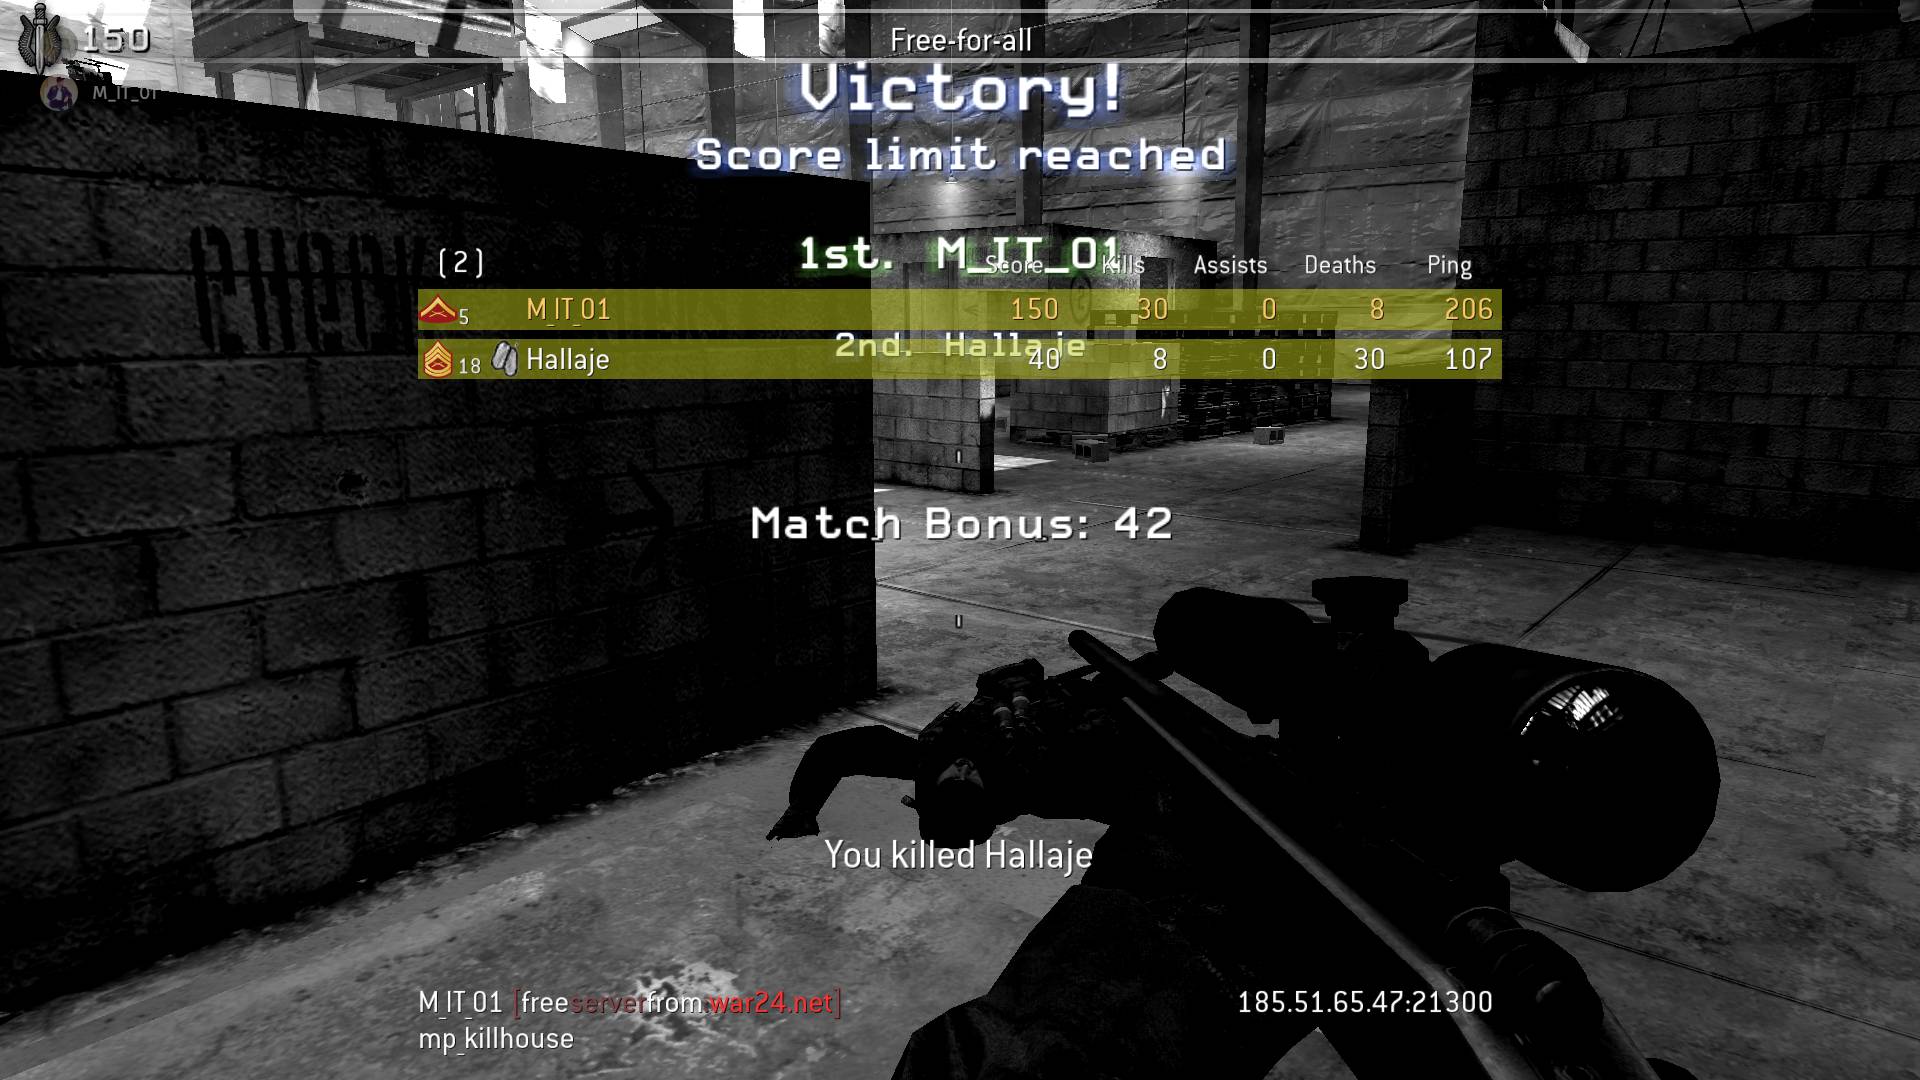 150
Free-for-all
M_IT_01
Victory!
Score limit reached
1st. M_IT_01
(2) Score Kills Assists Deaths Ping
5 M_IT_01 150 30 0 8 206
2nd. Hallaje
18 Hallaje 40 8 0 30 107
Match Bonus: 42
You killed Hallaje
M_IT_01 [freeserverfrom war24.net] 185.51.65.47:21300
mp_killhouse